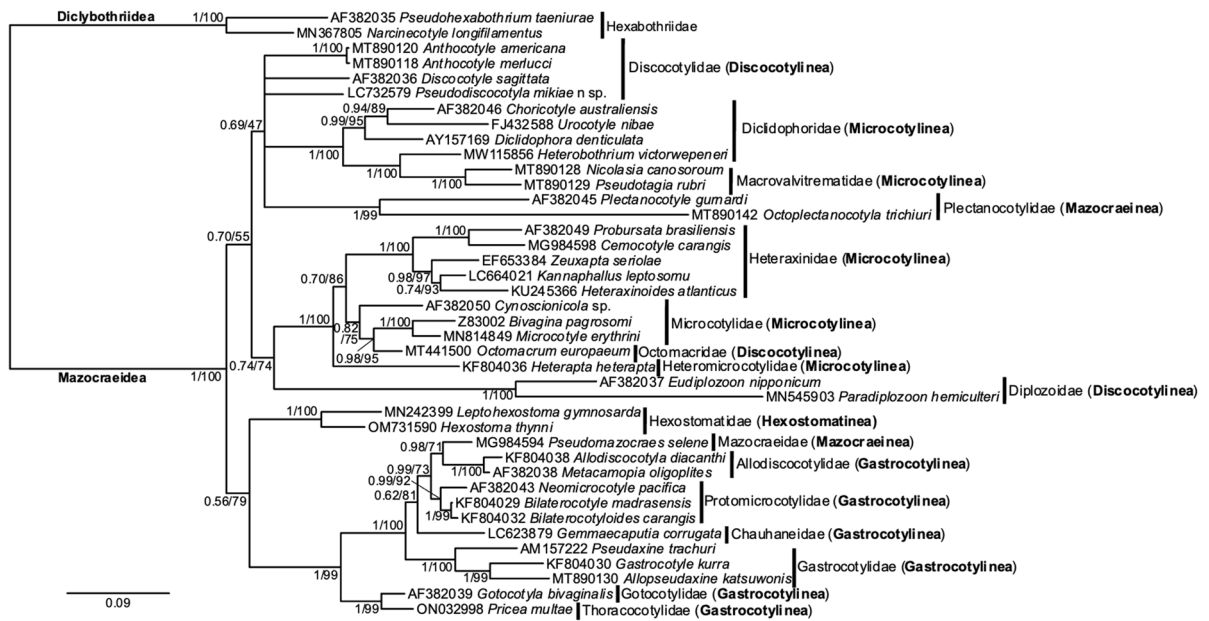 Diclybothriidea
1/100
AF382035 Pseudohexabothrium taeniurae
MN367805 Narcinecotyle longifilamentus
Hexabothriidae
1/100
MT890120 Anthocotyle americana
MT890118 Anthocotyle merlucci
AF382036 Discocotyle sagittata
LC732579 Pseudodiscocotyla mikiae n sp.
Discocotylidae (Discocotylinea)
0.69/47
0.94/89
0.99/95
1/100
AF382046 Choricotyle australiensis
FJ432588 Urocotyle nibae
AY157169 Diclidophora denticulata
MW115856 Heterobothrium victorwepeneri
Diclidophoridae (Microcotylinea)
1/100
1/100
MT890128 Nicolasia canosoroum
MT890129 Pseudotagia rubri
Macrovalvitrematidae (Microcotylinea)
1/99
AF382045 Plectanocotyle gurnardi
MT890142 Octoplectanocotyla trichiuri
Plectanocotylidae (Mazocraeinea)
0.70/55
1/100
1/100
AF382049 Probursata brasiliensis
MG984598 Cemocotyle carangis
EF653384 Zeuxapta seriolae
0.98/97
LC664021 Kannaphallus leptosomu
0.74/93
KU245366 Heteraxinoides atlanticus
Heteraxinidae (Microcotylinea)
0.70/86
1/100
0.82
/75
AF382050 Cynoscionicola sp.
1/100
Z83002 Bivagina pagrosomi
MN814849 Microcotyle erythrini
Microcotylidae (Microcotylinea)
0.98/95
MT441500 Octomacrum europaeum
Octomacridae (Discocotylinea)
KF804036 Heterapta heterapta
Heteromicrocotylidae (Microcotylinea)
0.74/74
1/100
AF382037 Eudiplozoon nipponicum
MN545903 Paradiplozoon hemiculteri
Diplozoidae (Discocotylinea)
Mazocraeidea
1/100
1/100
MN242399 Leptohexostoma gymnosarda
OM731590 Hexostoma thynni
Hexostomatidae (Hexostomatinea)
0.56/79
0.98/71
MG984594 Pseudomazocraes selene
Mazocraeidae (Mazocraeinea)
1/100
KF804038 Allodiscocotyla diacanthi
AF382038 Metacamopia oligoplites
Allodiscocotylidae (Gastrocotylinea)
0.99/73
0.99/92
0.62/81
AF382043 Neomicrocotyle pacifica
KF804029 Bilaterocotyle madrasensis
1/99
KF804032 Bilaterocotyloides carangis
Protomicrocotylidae (Gastrocotylinea)
1/100
LC623879 Gemmaecaputia corrugata
Chauhaneidae (Gastrocotylinea)
1/100
AM157222 Pseudaxine trachuri
1/99
KF804030 Gastrocotyle kurra
MT890130 Allopseudaxine katsuwonis
Gastrocotylidae (Gastrocotylinea)
1/99
1/99
AF382039 Gotocotyla bivaginalis
Gotocotylidae (Gastrocotylinea)
ON032998 Pricea multae
Thoracocotylidae (Gastrocotylinea)
0.09